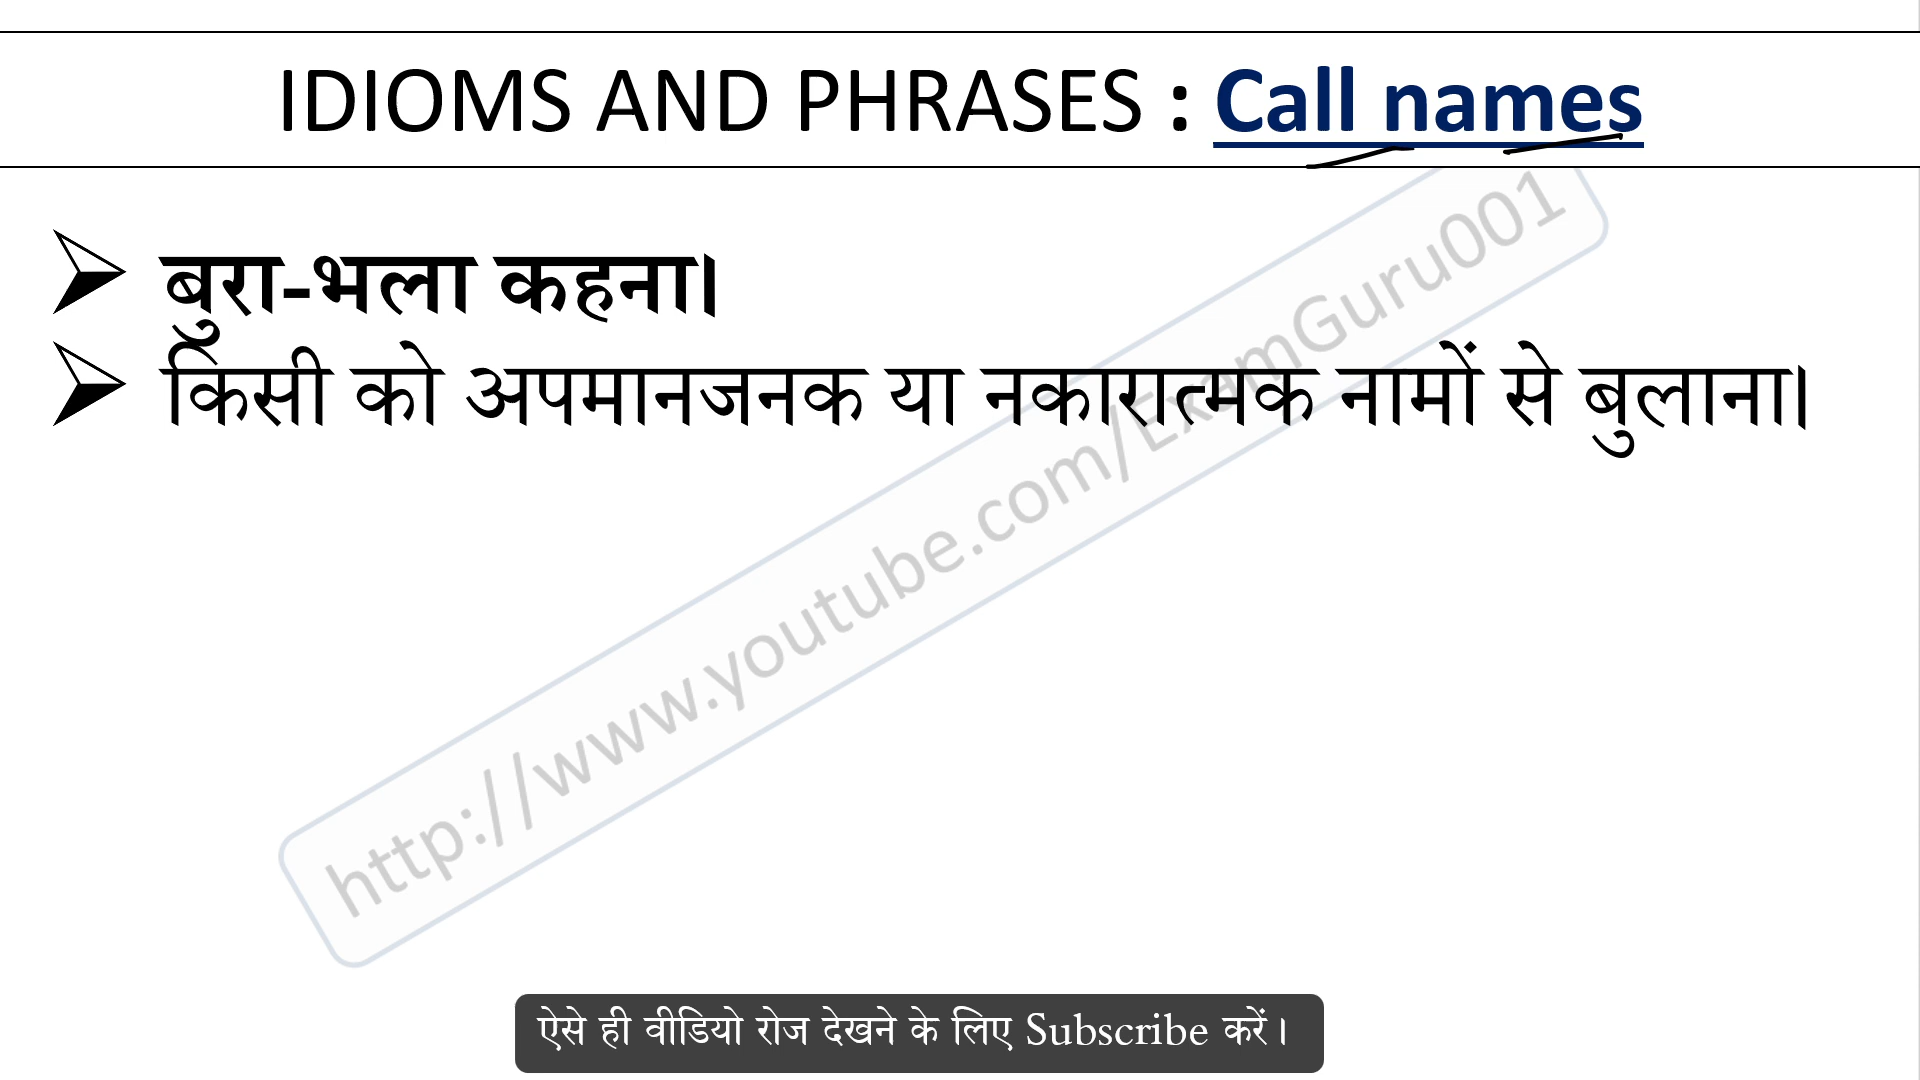 IDIOMS AND PHRASES : Call names
बुरा-भला कहना।
किसी को अपमानजनक या नकारात्मक नामों से बुलाना।
http://www.youtube.com/ExamGuru001
ऐसे ही वीडियो रोज देखने के लिए Subscribe करें।